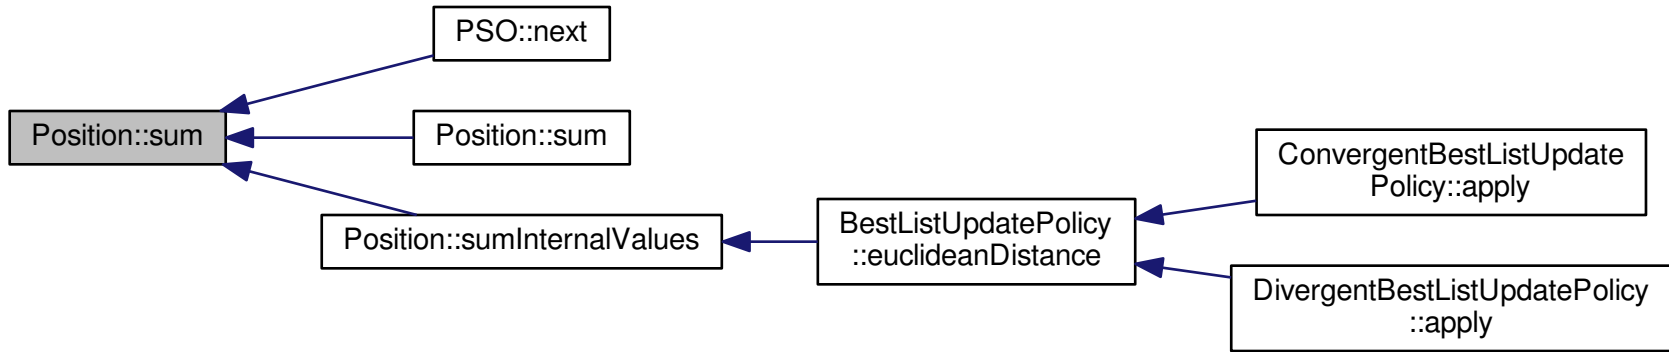 PSO::next
Position::sum
Position::sum
Position::sumInternalValues
BestListUpdatePolicy
::euclideanDistance
ConvergentBestListUpdate
Policy::apply
DivergentBestListUpdatePolicy
::apply